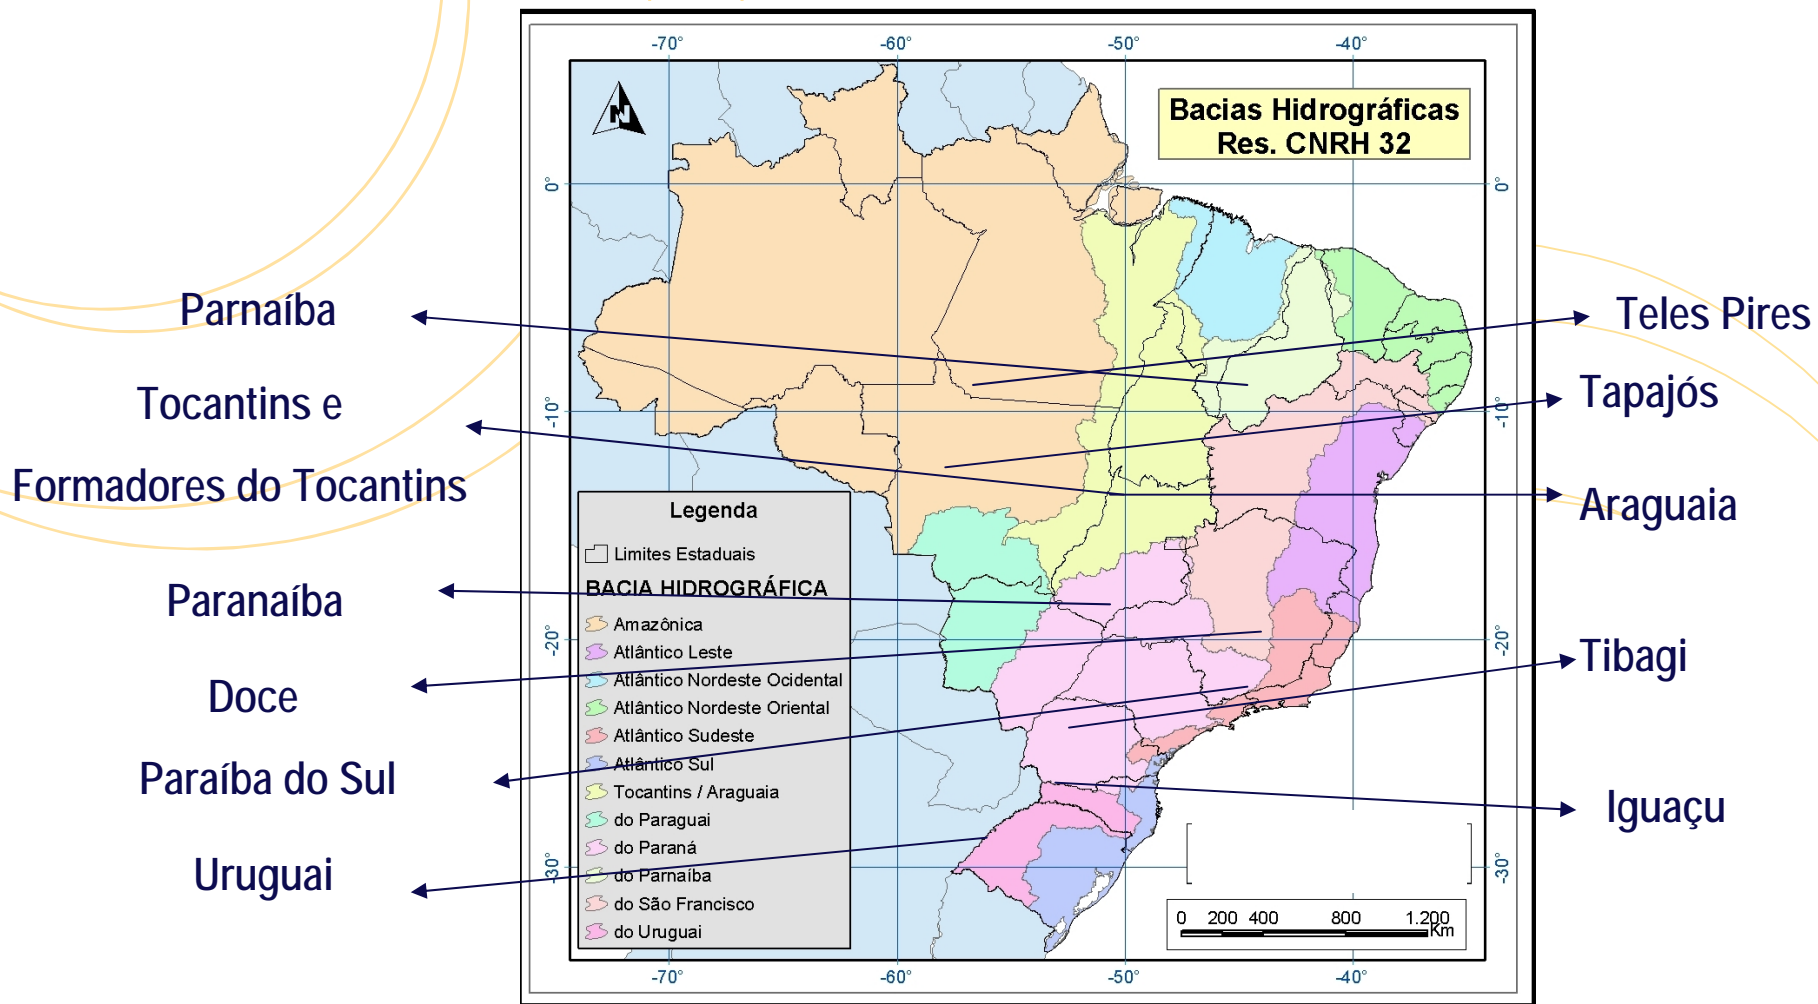 -70°
-60°
-50°
-40°
Bacias Hidrográficas
Res. CNRH 32
N
0°
0°
Parnaíba
Teles Pires
Tocantins e
Tapajós
-10°
-10°
Formadores do Tocantins
Araguaia
Legenda
Limites Estaduais
BACIA HIDROGRÁFICA
Amazônica
Atlântico Leste
Atlântico Nordeste Ocidental
Atlântico Nordeste Oriental
Atlântico Sudeste
Atlântico Sul
Tocantins / Araguaia
do Paraguai
do Paraná
do Parnaíba
do São Francisco
do Uruguai
Paranaíba
-20°
-20°
Tibagi
Doce
Paraíba do Sul
Iguaçu
Uruguai
-30°
-30°
0 200 400 800 1.200
Km
-70°
-60°
-50°
-40°